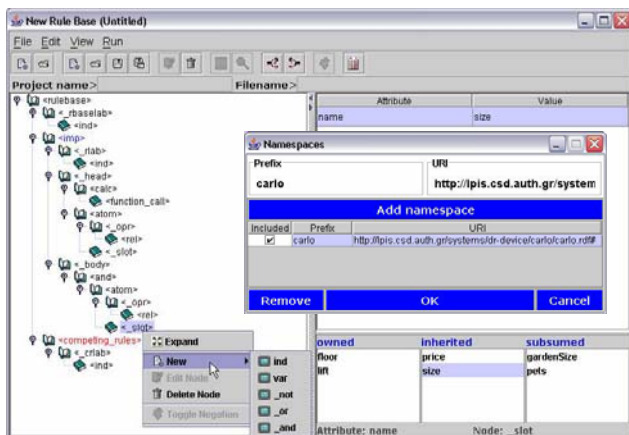 New Rule Base (Untitled)
File Edit View Run
Project name> Filename>
<rulebase>
<_rbaselab>
<ind>
<imp>
<_rlab>
<ind>
<_head>
<calc>
<function_call>
<atom>
<_opr>
<rel>
<_slot>
<_body>
<and>
<atom>
<_opr>
<rel>
<_slot>
<competing_rules>
<_crlab>
<ind>
Expand
New
Edit Node
Delete Node
Toggle Negation
ind
var
_not
_or
_and
Attribute Value
name size
Namespaces
Prefix URI
carlo http://lpis.csd.auth.gr/system
Add namespace
Included Prefix URI
carlo http://lpis.csd.auth.gr/systems/dr-device/carlo/carlo.rdf#
Remove OK Cancel
owned inherited subsumed
floor price gardenSize
lift size pets
Attribute: name Node: _slot